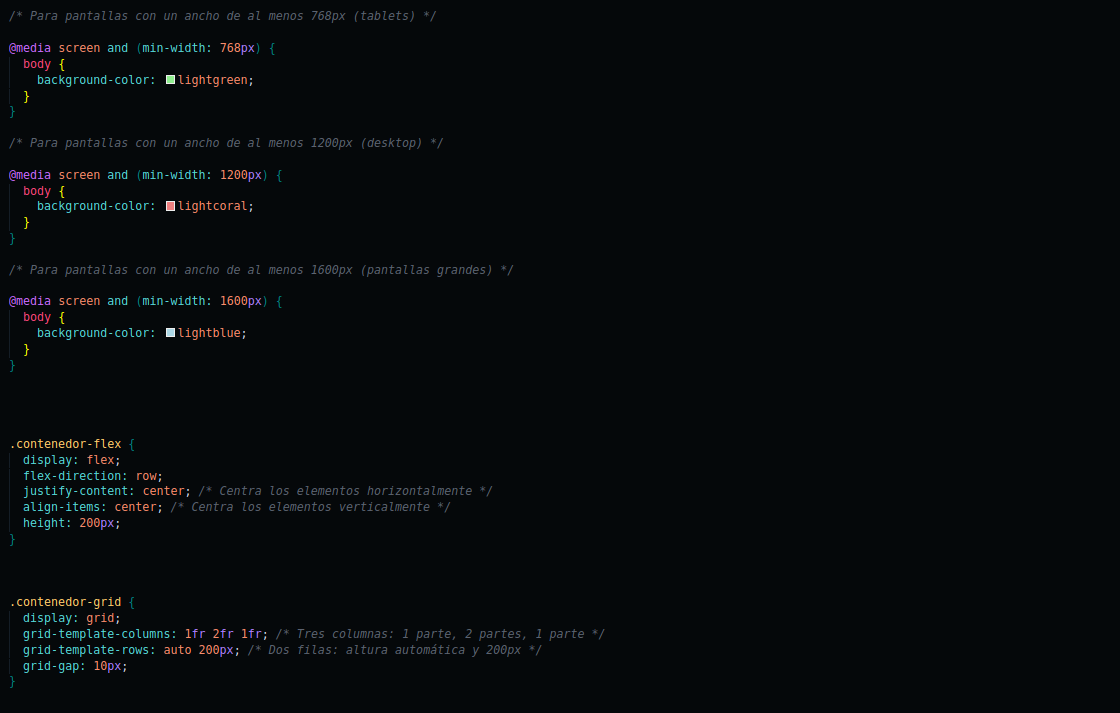 /* Para pantallas con un ancho de al menos 768px (tablets) */
@media screen and (min-width: 768px) {
body {
background-color: lightgreen;
}
}
/* Para pantallas con un ancho de al menos 1200px (desktop) */
@media screen and (min-width: 1200px) {
body {
background-color: lightcoral;
}
}
/* Para pantallas con un ancho de al menos 1600px (pantallas grandes) */
@media screen and (min-width: 1600px) {
body {
background-color: lightblue;
}
}
.contenedor-flex {
display: flex;
flex-direction: row;
justify-content: center; /* Centra los elementos horizontalmente */
align-items: center; /* Centra los elementos verticalmente */
height: 200px;
}
.contenedor-grid {
display: grid;
grid-template-columns: 1fr 2fr 1fr; /* Tres columnas: 1 parte, 2 partes, 1 parte */
grid-template-rows: auto 200px; /* Dos filas: altura automática y 200px */
grid-gap: 10px;
}